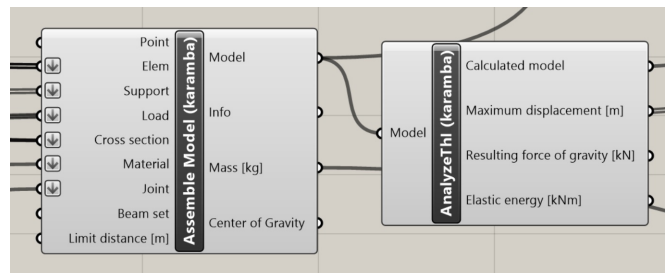 Point
Elem
Support
Load
Cross section
Material
Joint
Beam set
Limit distance [m]
Assemble Model (karamba)
Model
Info
Mass [kg]
Center of Gravity
Model
AnalyzeThI (karamba)
Calculated model
Maximum displacement [m]
Resulting force of gravity [kN]
Elastic energy [kNm]